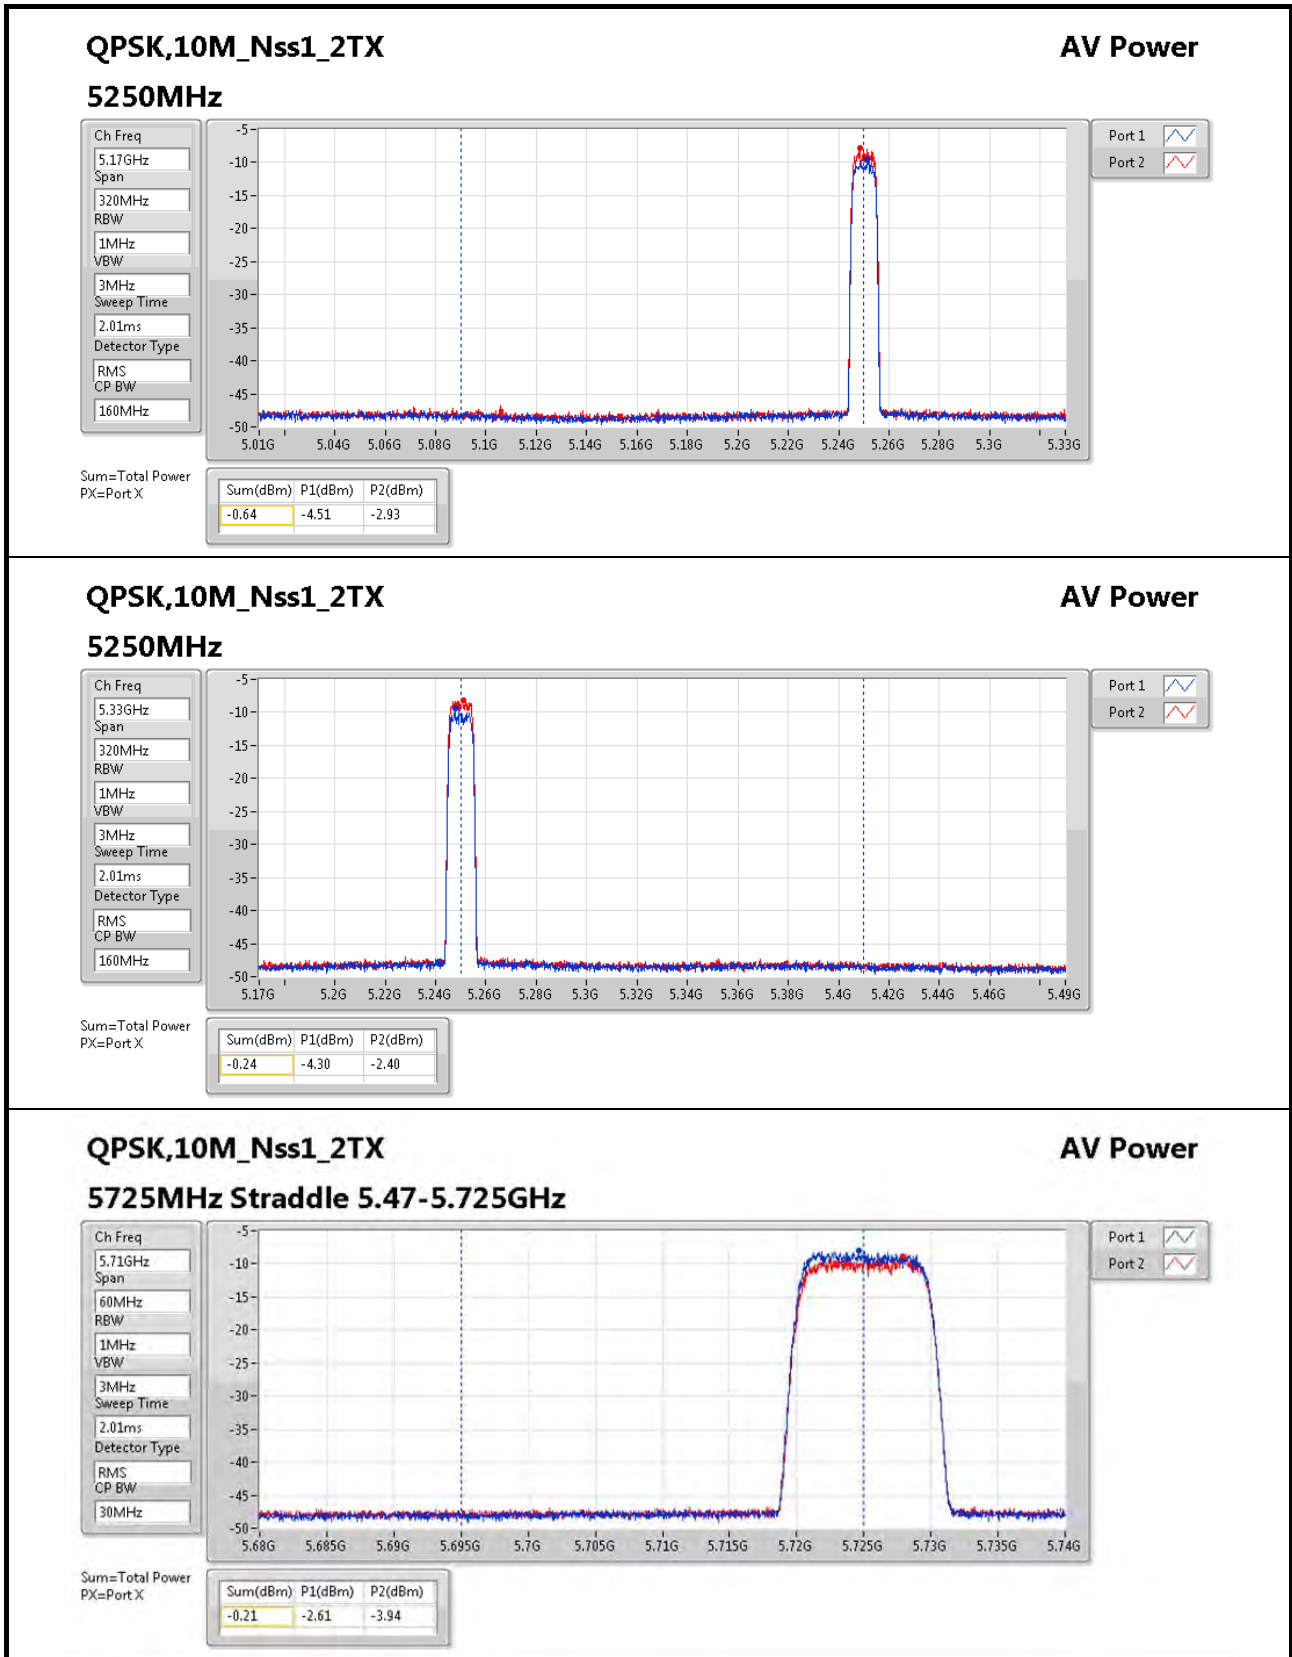 QPSK,10M_Nss1_2TX AV Power
5250MHz
Ch Freq
5.17GHz
Span
320MHz
RBW
1MHz
VBW
3MHz
Sweep Time
2.01ms
Detector Type
RMS
CP BW
160MHz
-5
-10
-15
-20
-25
-30
-35
-40
-45
-50
5.01G 5.04G 5.06G 5.08G 5.1G 5.12G 5.14G 5.16G 5.18G 5.2G 5.22G 5.24G 5.26G 5.28G 5.3G 5.33G
Port 1
Port 2
Sum=Total Power
PX=Port X
Sum(dBm) P1(dBm) P2(dBm)
-0.64 -4.51 -2.93
QPSK,10M_Nss1_2TX AV Power
5250MHz
Ch Freq
5.33GHz
Span
320MHz
RBW
1MHz
VBW
3MHz
Sweep Time
2.01ms
Detector Type
RMS
CP BW
160MHz
-5
-10
-15
-20
-25
-30
-35
-40
-45
-50
5.17G 5.2G 5.22G 5.24G 5.26G 5.28G 5.3G 5.32G 5.34G 5.36G 5.38G 5.4G 5.42G 5.44G 5.46G 5.49G
Port 1
Port 2
Sum=Total Power
PX=Port X
Sum(dBm) P1(dBm) P2(dBm)
-0.24 -4.30 -2.40
QPSK,10M_Nss1_2TX AV Power
5725MHz Straddle 5.47-5.725GHz
Ch Freq
5.71GHz
Span
60MHz
RBW
1MHz
VBW
3MHz
Sweep Time
2.01ms
Detector Type
RMS
CP BW
30MHz
-5
-10
-15
-20
-25
-30
-35
-40
-45
-50
5.68G 5.685G 5.69G 5.695G 5.7G 5.705G 5.71G 5.715G 5.72G 5.725G 5.73G 5.735G 5.74G
Port 1
Port 2
Sum=Total Power
PX=Port X
Sum(dBm) P1(dBm) P2(dBm)
-0.21 -2.61 -3.94